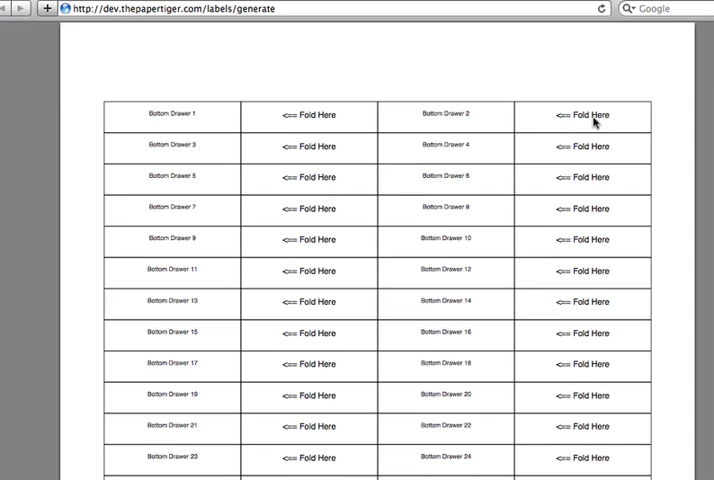 http://dev.thepapertiger.com/labels/generate
Google
Bottom Drawer 1 <== Fold Here Bottom Drawer 2 <== Fold Here
Bottom Drawer 3 <== Fold Here Bottom Drawer 4 <== Fold Here
Bottom Drawer 5 <== Fold Here Bottom Drawer 6 <== Fold Here
Bottom Drawer 7 <== Fold Here Bottom Drawer 8 <== Fold Here
Bottom Drawer 9 <== Fold Here Bottom Drawer 10 <== Fold Here
Bottom Drawer 11 <== Fold Here Bottom Drawer 12 <== Fold Here
Bottom Drawer 13 <== Fold Here Bottom Drawer 14 <== Fold Here
Bottom Drawer 15 <== Fold Here Bottom Drawer 16 <== Fold Here
Bottom Drawer 17 <== Fold Here Bottom Drawer 18 <== Fold Here
Bottom Drawer 19 <== Fold Here Bottom Drawer 20 <== Fold Here
Bottom Drawer 21 <== Fold Here Bottom Drawer 22 <== Fold Here
Bottom Drawer 23 <== Fold Here Bottom Drawer 24 <== Fold Here